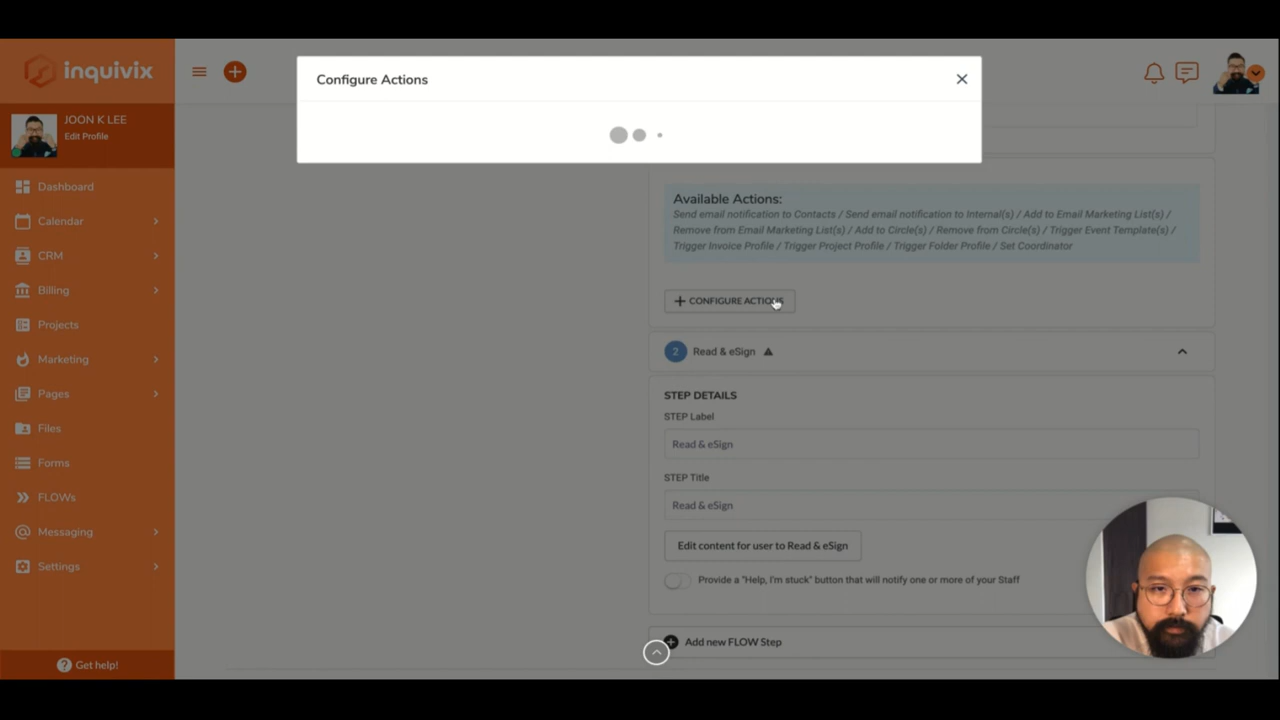 inquivix
Configure Actions
JOON K LEE
Edit Profile
Dashboard
Calendar
CRM
Billing
Projects
Marketing
Pages
Files
Forms
FLOWs
Messaging
Settings
Get help!
Available Actions:
Send email notification to Contacts / Send email notification to Internal(s) / Add to Email Marketing List(s) /
Remove from Email Marketing List(s) / Add to Circle(s) / Remove from Circle(s) / Trigger Event Template(s) /
Trigger Invoice Profile / Trigger Project Profile / Trigger Folder Profile / Set Coordinator
CONFIGURE ACTIONS
2 Read & eSign
STEP DETAILS
STEP Label
Read & eSign
STEP Title
Read & eSign
Edit content for user to Read & eSign
Provide a "Help, I'm stuck" button that will notify one or more of your Staff
Add new FLOW Step